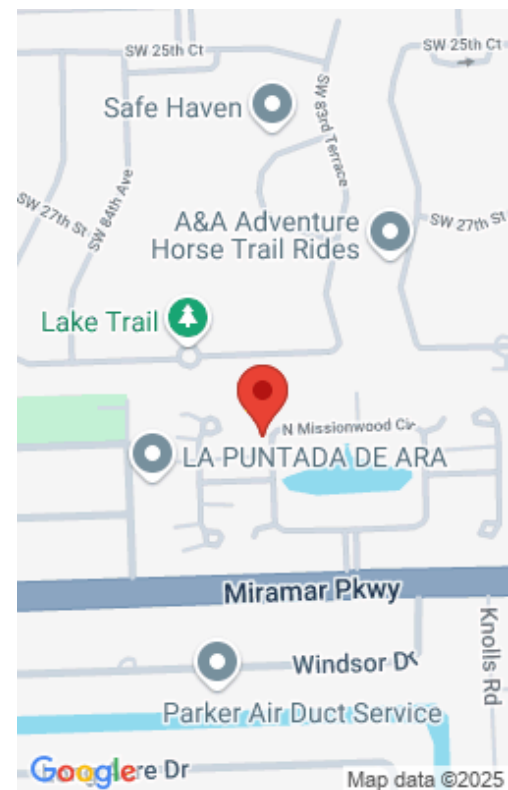 SW 25th Ct
SW 25th Ct
Safe Haven
SW 83rd Terrace
SW 27th St
SW 84th Ave
A&A Adventure
Horse Trail Rides
SW 27th St
Lake Trail
N Missionwood Cir
LA PUNTADA DE ARA
Miramar Pkwy
Knolls Rd
Windsor Dr
Parker Air Duct Service
Google
re Dr
Map data ©2025